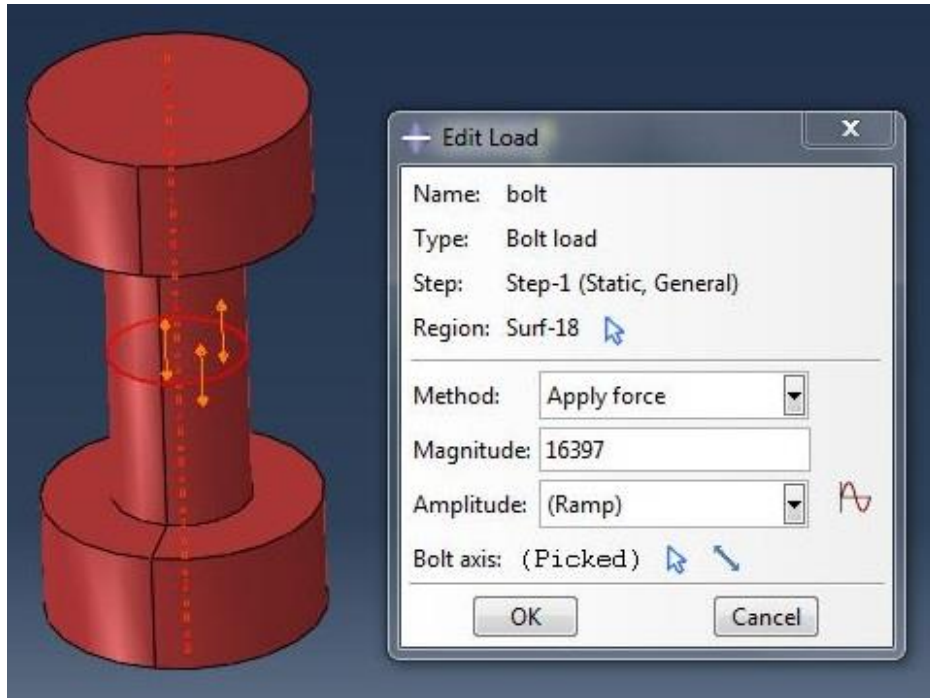 Edit Load
X
Name: bolt
Type: Bolt load
Step: Step-1 (Static, General)
Region: Surf-18
Method: Apply force
Magnitude: 16397
Amplitude: (Ramp)
Bolt axis: (Picked)
OK Cancel